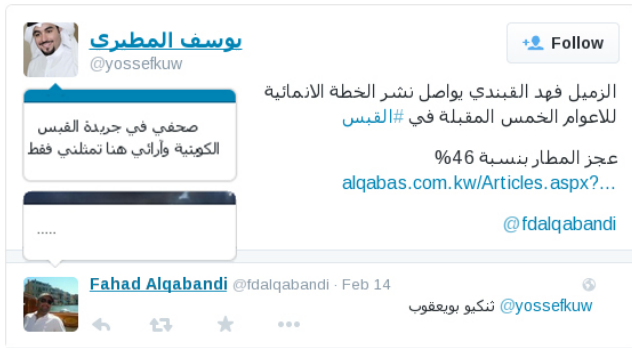 يوسف المطيري
@yossefkuw
Follow
صحفي في جريدة القبس
الكويتية وآرائي هنا تمثلني فقط
الزميل فهد القبندي يواصل نشر الخطة الانمائية
للاعوام الخمس المقبلة في #القبس
عجز المطار بنسبة 46%
alqabas.com.kw/Articles.aspx?...
@fdalqabandi
.....
Fahad Alqabandi @fdalqabandi · Feb 14
@yossefkuw ثنكيو بويعقوب